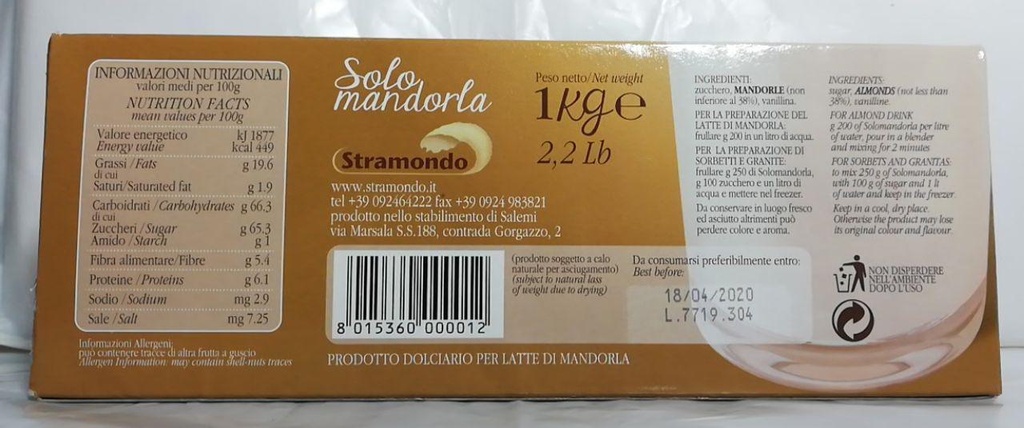 INFORMAZIONI NUTRIZIONALI
valori medi per 100g
NUTRITION FACTS
mean values per 100g
Valore energetico kJ 1877
Energy value kcal 449
Grassi / Fats g 19.6
di cui
Saturi/Saturated fat g 1.9
Carboidrati / Carbohydrates g 66.3
di cui
Zuccheri / Sugar g 65.3
Amido / Starch g 1
Fibra alimentare/Fibre g 5.4
Proteine / Proteins g 6.1
Sodio / Sodium mg 2.9
Sale / Salt mg 7.25
Informazioni Allergeni:
può contenere tracce di altra frutta a guscio
Allergen Information: may contain shell-nuts traces
Solo
mandorla
Stramondo
www.stramondo.it
tel +39 092464222 fax +39 0924 983821
prodotto nello stabilimento di Salemi
via Marsala S.S.188, contrada Gorgazzo, 2
8 015360 000012
PRODOTTO DOLCIARIO PER LATTE DI MANDORLA
Peso netto/Net weight
1kg e
2,2 Lb
(prodotto soggetto a calo
naturale per asciugamento)
(subject to natural lass
of weight due to drying)
Da consumarsi preferibilmente entro:
Best before:
18/04/2020
L.7719.304
INGREDIENTI:
zucchero, MANDORLE (non
inferiore al 38%), vanillina.
PER LA PREPARAZIONE DEL
LATTE DI MANDORLA:
frullare g 200 in un litro di acqua.
PER LA PREPARAZIONE DI
SORBETTI E GRANITE:
frullare g 250 di Solomandorla,
g 100 zucchero e un litro di
acqua e mettere nel freezer.
Da conservare in luogo fresco
ed asciutto altrimenti può
perdere colore e aroma.
INGREDIENTS:
sugar, ALMONDS (not less than
38%), vanilline.
FOR ALMOND DRINK
g 200 of Solomandorla per litre
of water, pour in a blender
and mixing for 2 minutes
FOR SORBETS AND GRANITAS:
to mix 250 g of Solomandorla,
with 100 g of sugar and 1 lt
of water and keep in the freezer
Keep in a cool, dry place.
Otherwise the product may lose
its original colour and flavour.
NON DISPERDERE
NELL'AMBIENTE
DOPO L'USO